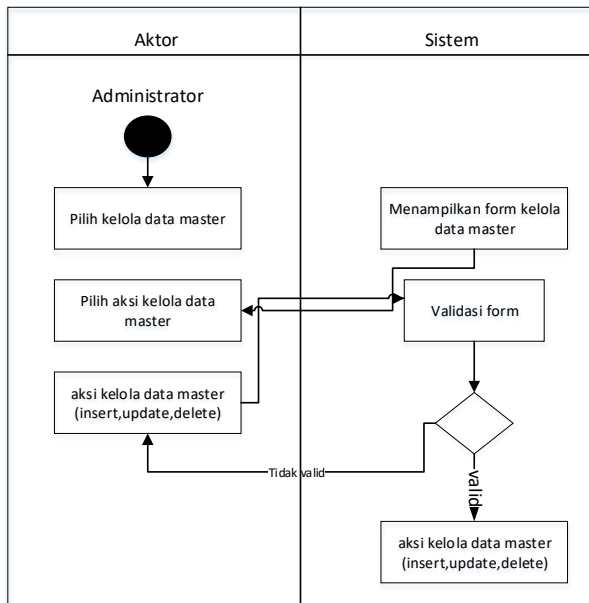 Aktor
Sistem
Administrator
Pilih kelola data master
Menampilkan form kelola
data master
Pilih aksi kelola data
master
Validasi form
aksi kelola data master
(insert,update,delete)
Tidak valid
valid
aksi kelola data master
(insert,update,delete)